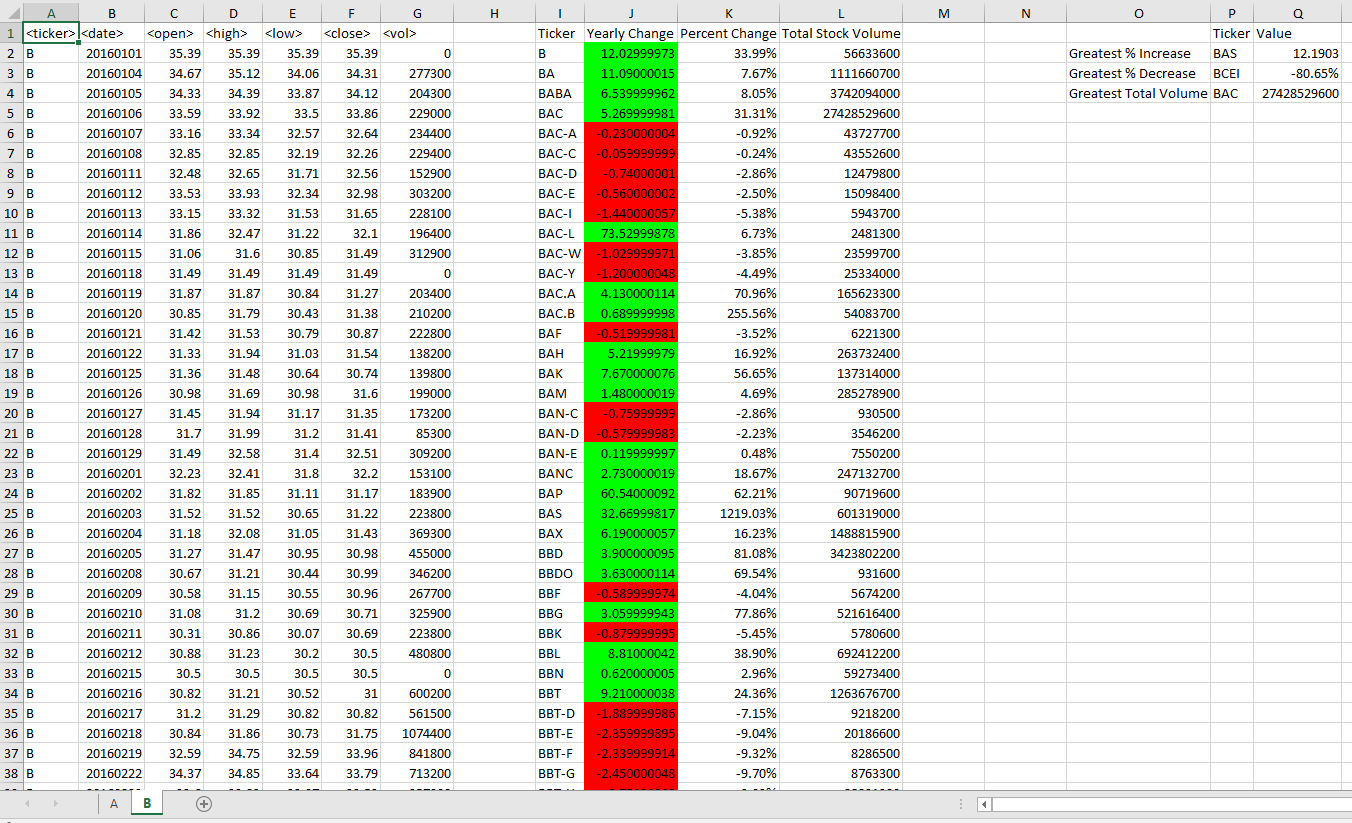 A B C D E F G H I J K L M N O P Q
1 <ticker> <date> <open> <high> <low> <close> <vol> Ticker Yearly Change Percent Change Total Stock Volume Ticker Value
2 B 20160101 35.39 35.39 35.39 35.39 0 B 12.02999973 33.99% 56633600 Greatest % Increase BAS 12.1903
3 B 20160104 34.67 35.12 34.06 34.31 277300 BA 11.09000015 7.67% 1111660700 Greatest % Decrease BCEI -80.65%
4 B 20160105 34.33 34.39 33.87 34.12 204300 BABA 6.539999962 8.05% 3742094000 Greatest Total Volume BAC 27428529600
5 B 20160106 33.59 33.92 33.5 33.86 229000 BAC 5.269999981 31.31% 27428529600
6 B 20160107 33.16 33.34 32.57 32.64 234400 BAC-A -0.230000004 -0.92% 43727700
7 B 20160108 32.85 32.85 32.19 32.26 229400 BAC-C -0.059999999 -0.24% 43552600
8 B 20160111 32.48 32.65 31.71 32.56 152900 BAC-D -0.74000001 -2.86% 12479800
9 B 20160112 33.53 33.93 32.34 32.98 303200 BAC-E -0.560000002 -2.50% 15098400
10 B 20160113 33.15 33.32 31.53 31.65 228100 BAC-I -1.440000057 -5.38% 5943700
11 B 20160114 31.86 32.47 31.22 32.1 196400 BAC-L 73.52999878 6.73% 2481300
12 B 20160115 31.06 31.6 30.85 31.49 312900 BAC-W -1.029999971 -3.85% 23599700
13 B 20160118 31.49 31.49 31.49 31.49 0 BAC-Y -1.200000048 -4.49% 25334000
14 B 20160119 31.87 31.87 30.84 31.27 203400 BAC.A 4.130000114 70.96% 165623300
15 B 20160120 30.85 31.79 30.43 31.38 210200 BAC.B 0.689999998 255.56% 54083700
16 B 20160121 31.42 31.53 30.79 30.87 222800 BAF -0.519999981 -3.52% 6221300
17 B 20160122 31.33 31.94 31.03 31.54 138200 BAH 5.21999979 16.92% 263732400
18 B 20160125 31.36 31.48 30.64 30.74 139800 BAK 7.670000076 56.65% 137314000
19 B 20160126 30.98 31.69 30.98 31.6 199000 BAM 1.480000019 4.69% 285278900
20 B 20160127 31.45 31.94 31.17 31.35 173200 BAN-C -0.75999999 -2.86% 930500
21 B 20160128 31.7 31.99 31.2 31.41 85300 BAN-D -0.579999983 -2.23% 3546200
22 B 20160129 31.49 32.58 31.4 32.51 309200 BAN-E 0.119999997 0.48% 7550200
23 B 20160201 32.23 32.41 31.8 32.2 153100 BANC 2.730000019 18.67% 247132700
24 B 20160202 31.82 31.85 31.11 31.17 183900 BAP 60.54000092 62.21% 90719600
25 B 20160203 31.52 31.52 30.65 31.22 223800 BAS 32.66999817 1219.03% 601319000
26 B 20160204 31.18 32.08 31.05 31.43 369300 BAX 6.190000057 16.23% 1488815900
27 B 20160205 31.27 31.47 30.95 30.98 455000 BBD 3.900000095 81.08% 3423802200
28 B 20160208 30.67 31.21 30.44 30.99 346200 BBDO 3.630000114 69.54% 931600
29 B 20160209 30.58 31.15 30.55 30.96 267700 BBF -0.589999974 -4.04% 5674200
30 B 20160210 31.08 31.2 30.69 30.71 325900 BBG 3.059999943 77.86% 521616400
31 B 20160211 30.31 30.86 30.07 30.69 223800 BBK -0.879999995 -5.45% 5780600
32 B 20160212 30.88 31.23 30.2 30.5 480800 BBL 8.81000042 38.90% 692412200
33 B 20160215 30.5 30.5 30.5 30.5 0 BBN 0.620000005 2.96% 59273400
34 B 20160216 30.82 31.21 30.52 31 600200 BBT 9.210000038 24.36% 1263676700
35 B 20160217 31.2 31.29 30.82 30.82 561500 BBT-D -1.889999986 -7.15% 9218200
36 B 20160218 30.84 31.86 30.73 31.75 1074400 BBT-E -2.359999895 -9.04% 20186600
37 B 20160219 32.59 34.75 32.59 33.96 841800 BBT-F -2.339999914 -9.32% 8286500
38 B 20160222 34.37 34.85 33.64 33.79 713200 BBT-G -2.450000048 -9.70% 8763300
A B